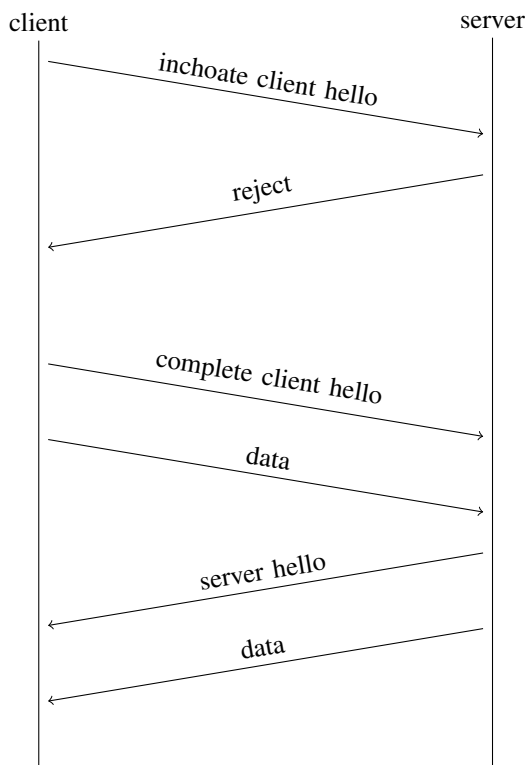 client
server
inchoate client hello
reject
complete client hello
data
server hello
data